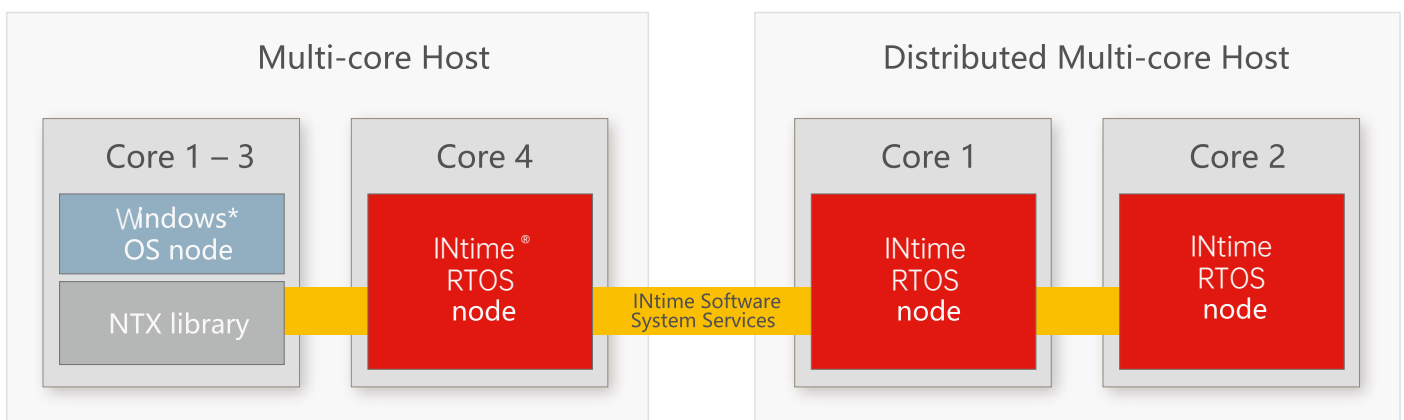 Multi-core Host
Distributed Multi-core Host
Core 1 – 3
Core 4
Core 1
Core 2
Windows*
OS node
NTX library
INtime ®
RTOS
node
INtime Software
System Services
INtime
RTOS
node
INtime
RTOS
node